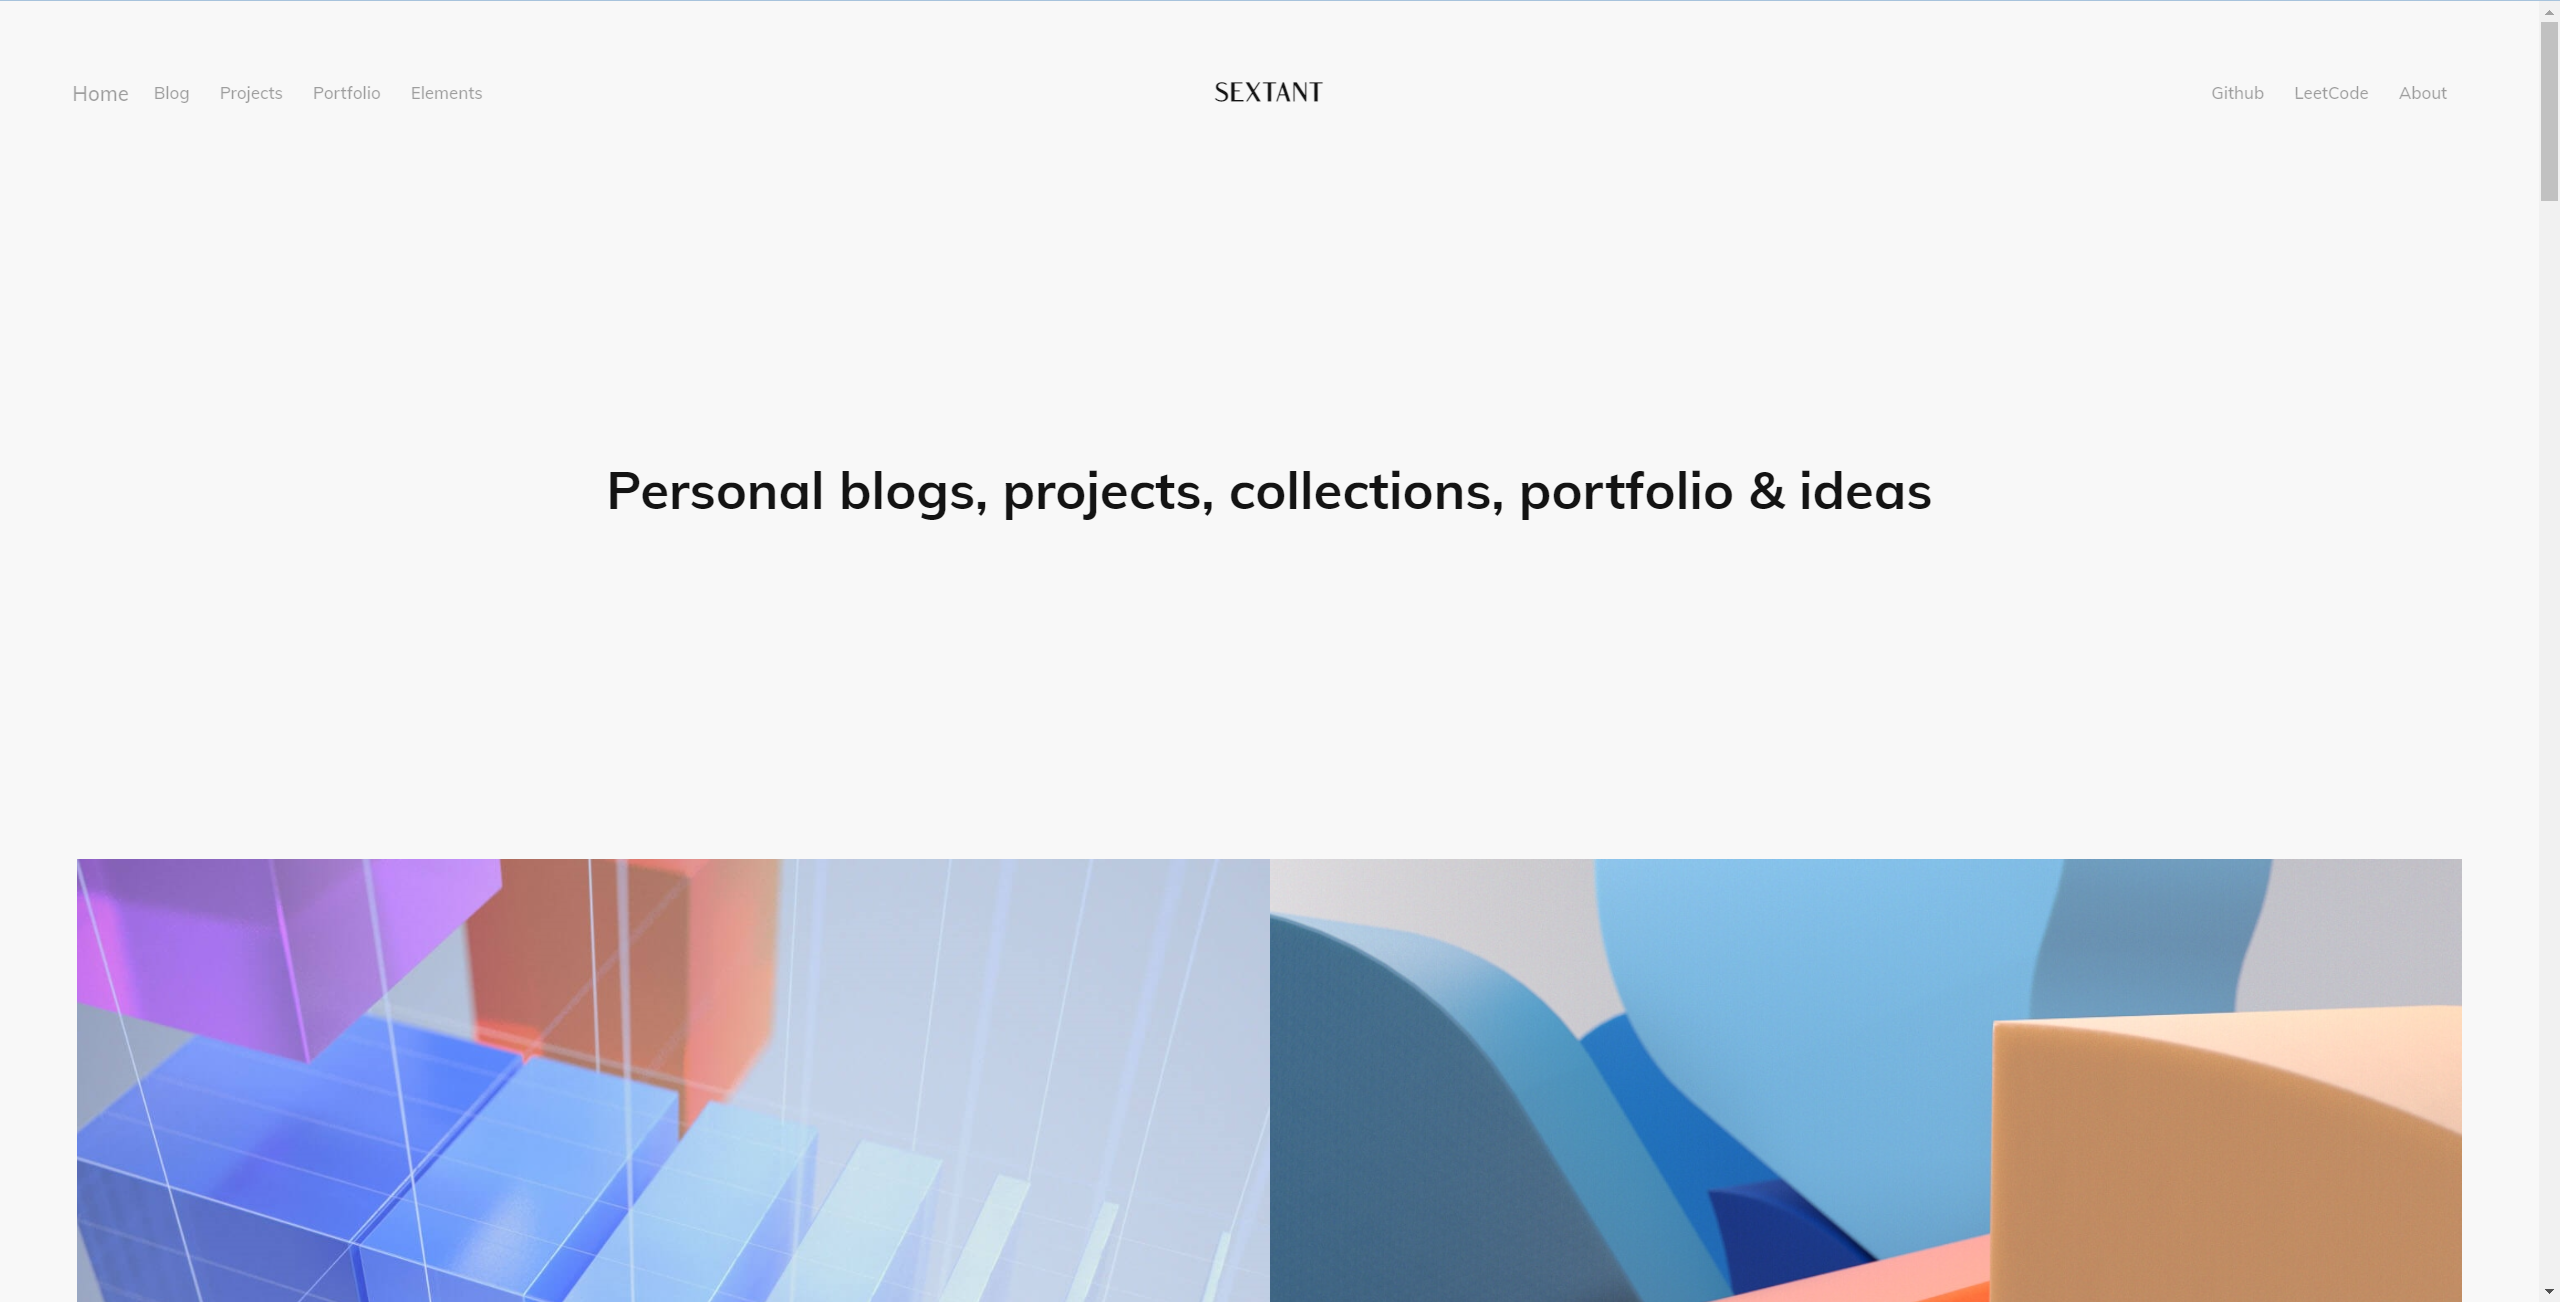 Home Blog Projects Portfolio Elements SEXTANT Github LeetCode About
Personal blogs, projects, collections, portfolio & ideas